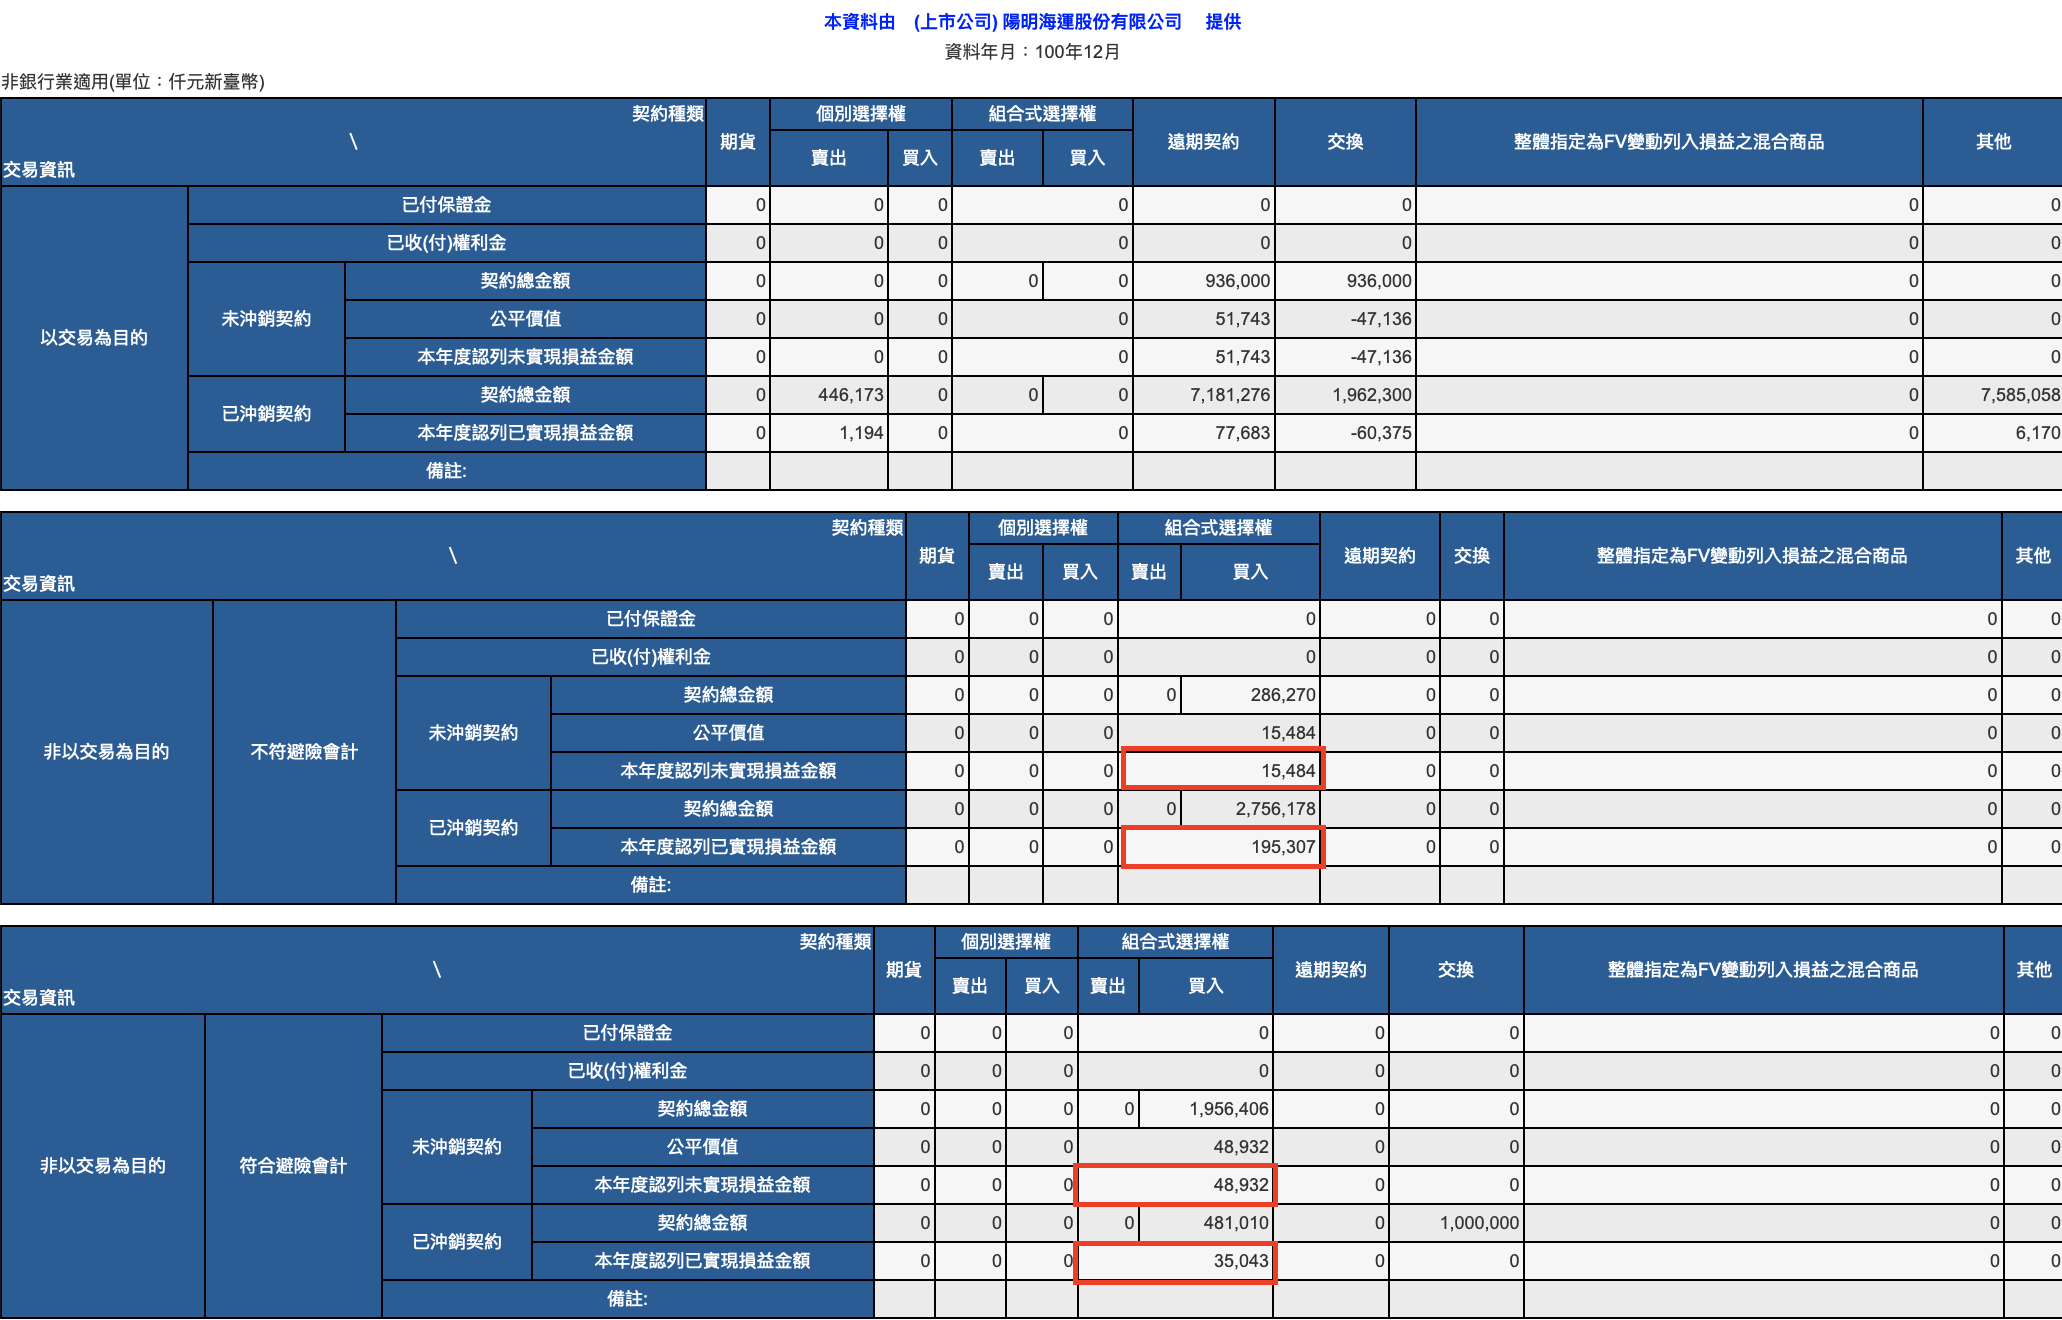 本資料由 (上市公司) 陽明海運股份有限公司 提供
資料年月：100年12月
非銀行業適用(單位：仟元新臺幣)
契約種類
\
交易資訊
期貨 個別選擇權 組合式選擇權 遠期契約 交換 整體指定為FV變動列入損益之混合商品 其他
賣出 買入 賣出 買入
以交易為目的
已付保證金 0 0 0 0 0 0 0 0
已收(付)權利金 0 0 0 0 0 0 0 0
未沖銷契約
契約總金額 0 0 0 0 0 936,000 936,000 0 0
公平價值 0 0 0 0 51,743 -47,136 0 0
本年度認列未實現損益金額 0 0 0 0 51,743 -47,136 0 0
已沖銷契約
契約總金額 0 446,173 0 0 0 7,181,276 1,962,300 0 7,585,058
本年度認列已實現損益金額 0 1,194 0 0 77,683 -60,375 0 6,170
備註:
契約種類
\
交易資訊
期貨 個別選擇權 組合式選擇權 遠期契約 交換 整體指定為FV變動列入損益之混合商品 其他
賣出 買入 賣出 買入
非以交易為目的
不符避險會計
已付保證金 0 0 0 0 0 0 0 0
已收(付)權利金 0 0 0 0 0 0 0 0
未沖銷契約
契約總金額 0 0 0 0 286,270 0 0 0 0
公平價值 0 0 0 15,484 0 0 0 0
本年度認列未實現損益金額 0 0 0 15,484 0 0 0 0
已沖銷契約
契約總金額 0 0 0 0 2,756,178 0 0 0 0
本年度認列已實現損益金額 0 0 0 195,307 0 0 0 0
備註:
契約種類
\
交易資訊
期貨 個別選擇權 組合式選擇權 遠期契約 交換 整體指定為FV變動列入損益之混合商品 其他
賣出 買入 賣出 買入
非以交易為目的
符合避險會計
已付保證金 0 0 0 0 0 0 0 0
已收(付)權利金 0 0 0 0 0 0 0 0
未沖銷契約
契約總金額 0 0 0 0 1,956,406 0 0 0 0
公平價值 0 0 0 48,932 0 0 0 0
本年度認列未實現損益金額 0 0 0 48,932 0 0 0 0
已沖銷契約
契約總金額 0 0 0 0 481,010 0 1,000,000 0 0
本年度認列已實現損益金額 0 0 0 35,043 0 0 0 0
備註: